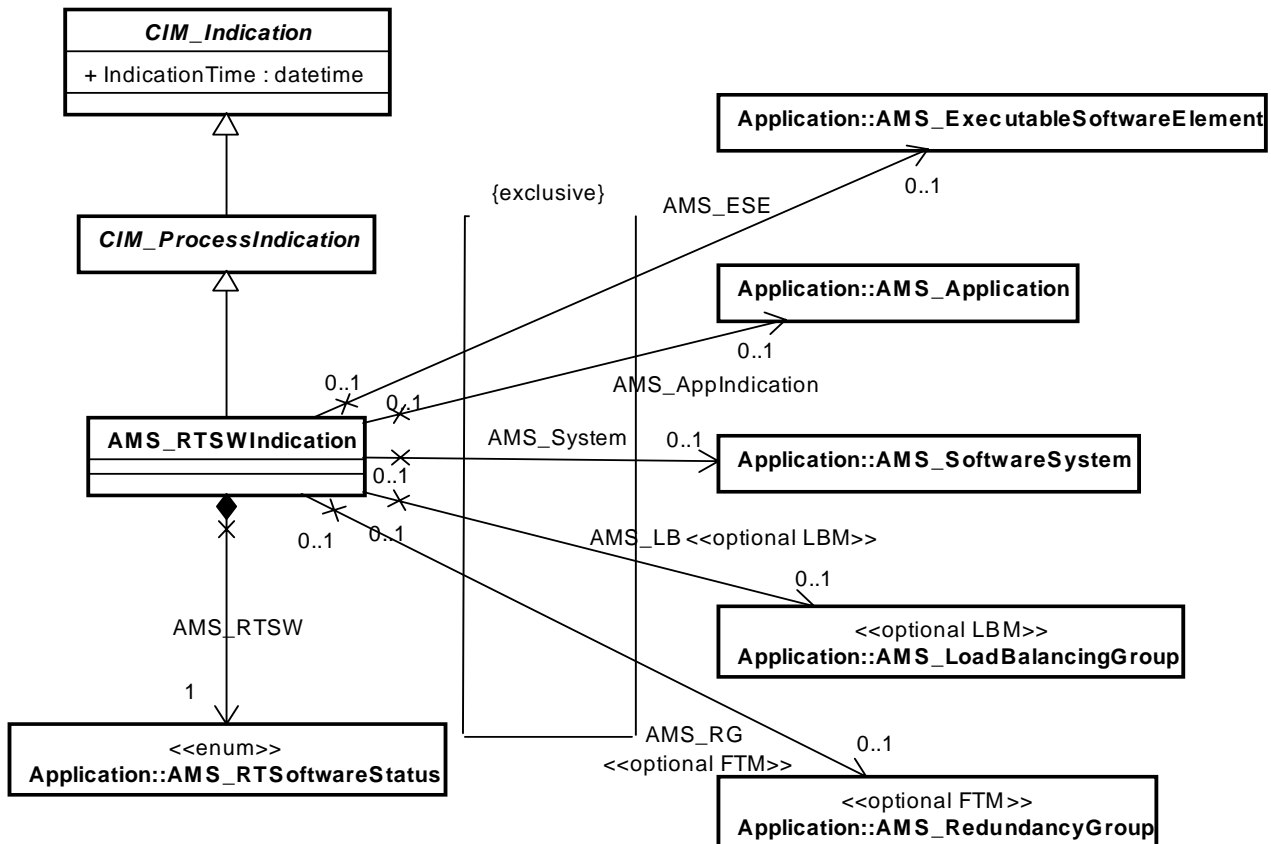 CIM_Indication
+ IndicationTime : datetime
Application::AMS_ExecutableSoftwareElement
0..1
{exclusive}
AMS_ESE
CIM_ProcessIndication
Application::AMS_Application
0..1
AMS_AppIndication
0..1
0..1
AMS_RTSWIndication
AMS_System
0..1
Application::AMS_SoftwareSystem
0..1
0..1
0..1
AMS_LB <<optional LBM>>
0..1
AMS_RTSW
<<optional LBM>>
Application::AMS_LoadBalancingGroup
1
<<enum>>
Application::AMS_RTSoftwareStatus
AMS_RG
<<optional FTM>>
0..1
<<optional FTM>>
Application::AMS_RedundancyGroup